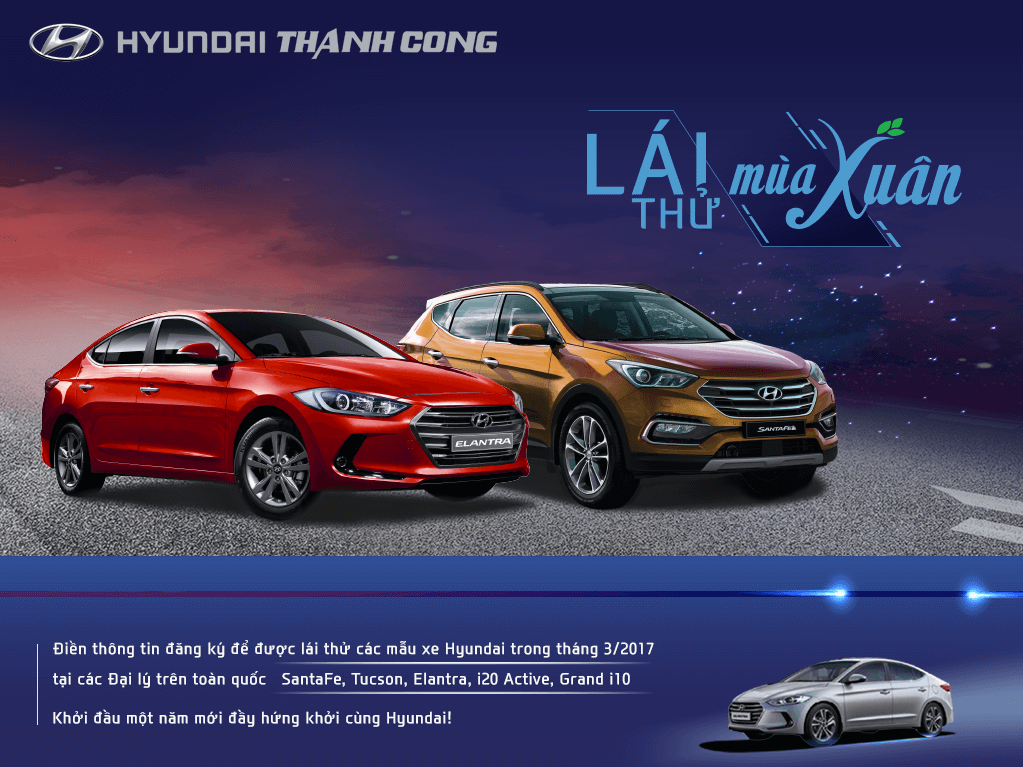 HYUNDAI THANH CONG
LÁI
THỬ
mùa Xuân
ELANTRA
SANTAFE
Điền thông tin đăng ký để được lái thử các mẫu xe Hyundai trong tháng 3/2017
tại các Đại lý trên toàn quốc SantaFe, Tucson, Elantra, i20 Active, Grand i10
Khởi đầu một năm mới đầy hứng khởi cùng Hyundai!
ELANTRA